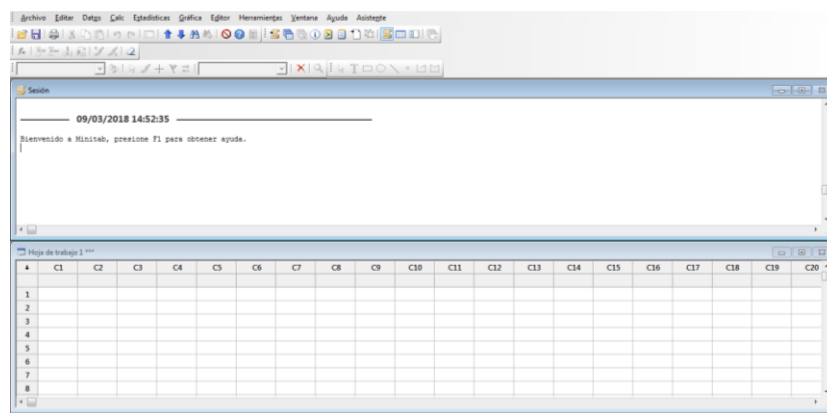 Archivo Editar Datos Calc Estadísticas Gráfica Editor Herramientas Ventana Ayuda Asistente
Sesión
09/03/2018 14:52:35
Bienvenido a Minitab, presione F1 para obtener ayuda.
Hoja de trabajo 1 ***
C1 C2 C3 C4 C5 C6 C7 C8 C9 C10 C11 C12 C13 C14 C15 C16 C17 C18 C19 C20
1
2
3
4
5
6
7
8